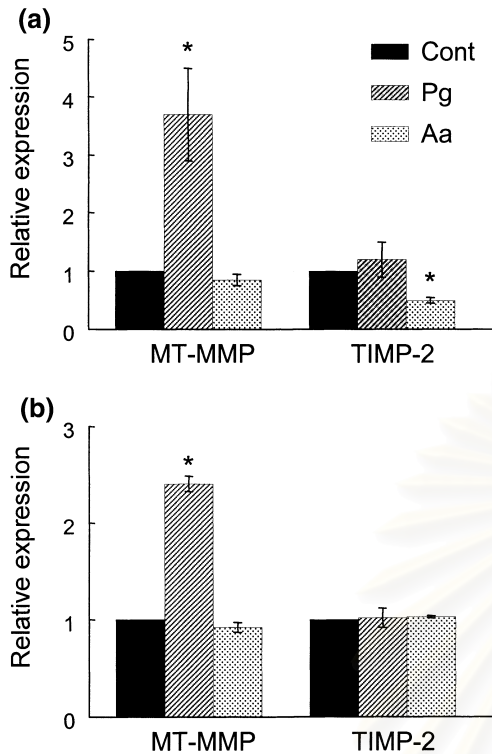 (a)
Relative expression
5
4
3
2
1
0
*
*
Cont
Pg
Aa
MT-MMP TIMP-2
(b)
Relative expression
3
2
1
0
*
MT-MMP TIMP-2